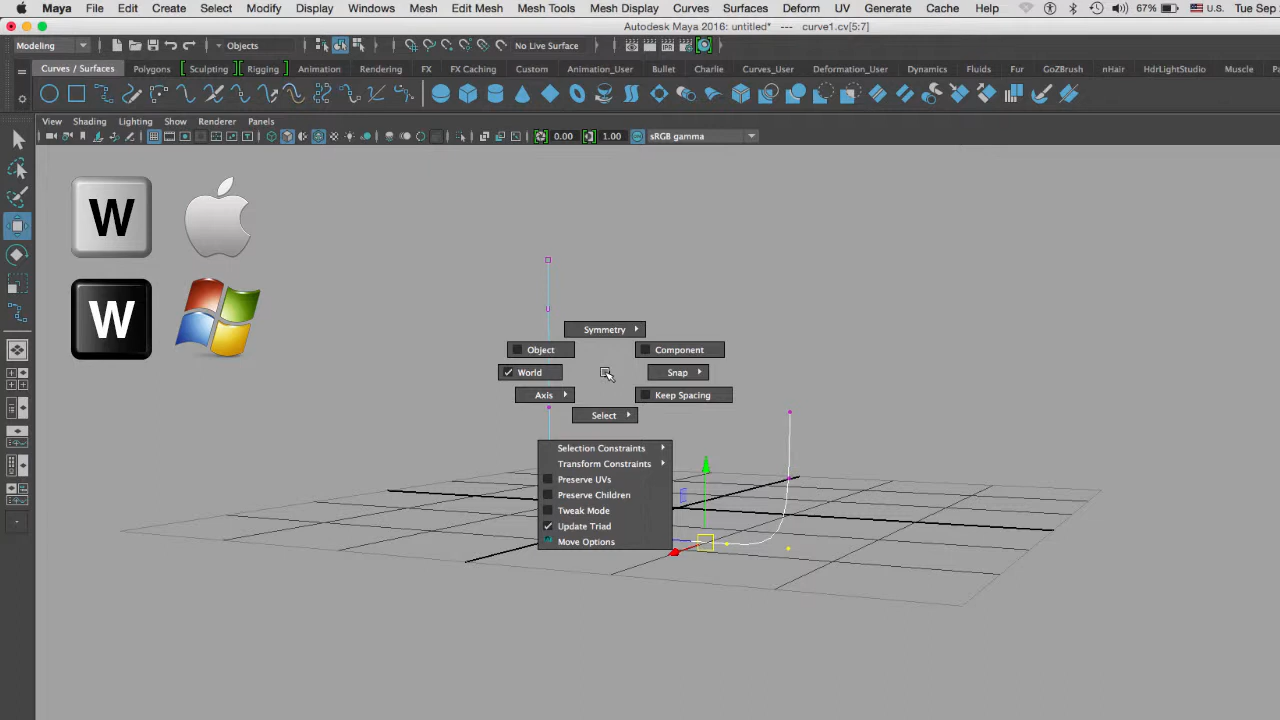 Maya File Edit Create Select Modify Display Windows Mesh Edit Mesh Mesh Tools Mesh Display Curves Surfaces Deform UV Generate Cache Help 67% U.S. Tue Sep
Autodesk Maya 2016: untitled* --- curve1.cv[5:7]
Modeling Objects No Live Surface
Curves / Surfaces Polygons Sculpting Rigging Animation Rendering FX FX Caching Custom Animation_User Bullet Charlie Curves_User Deformation_User Dynamics Fluids Fur GoZBrush nHair HdrLightStudio Muscle
View Shading Lighting Show Renderer Panels
0.00 1.00 sRGB gamma
W
W
Symmetry
Object Component
World Snap
Axis Keep Spacing
Select
Selection Constraints
Transform Constraints
Preserve UVs
Preserve Children
Tweak Mode
Update Triad
Move Options